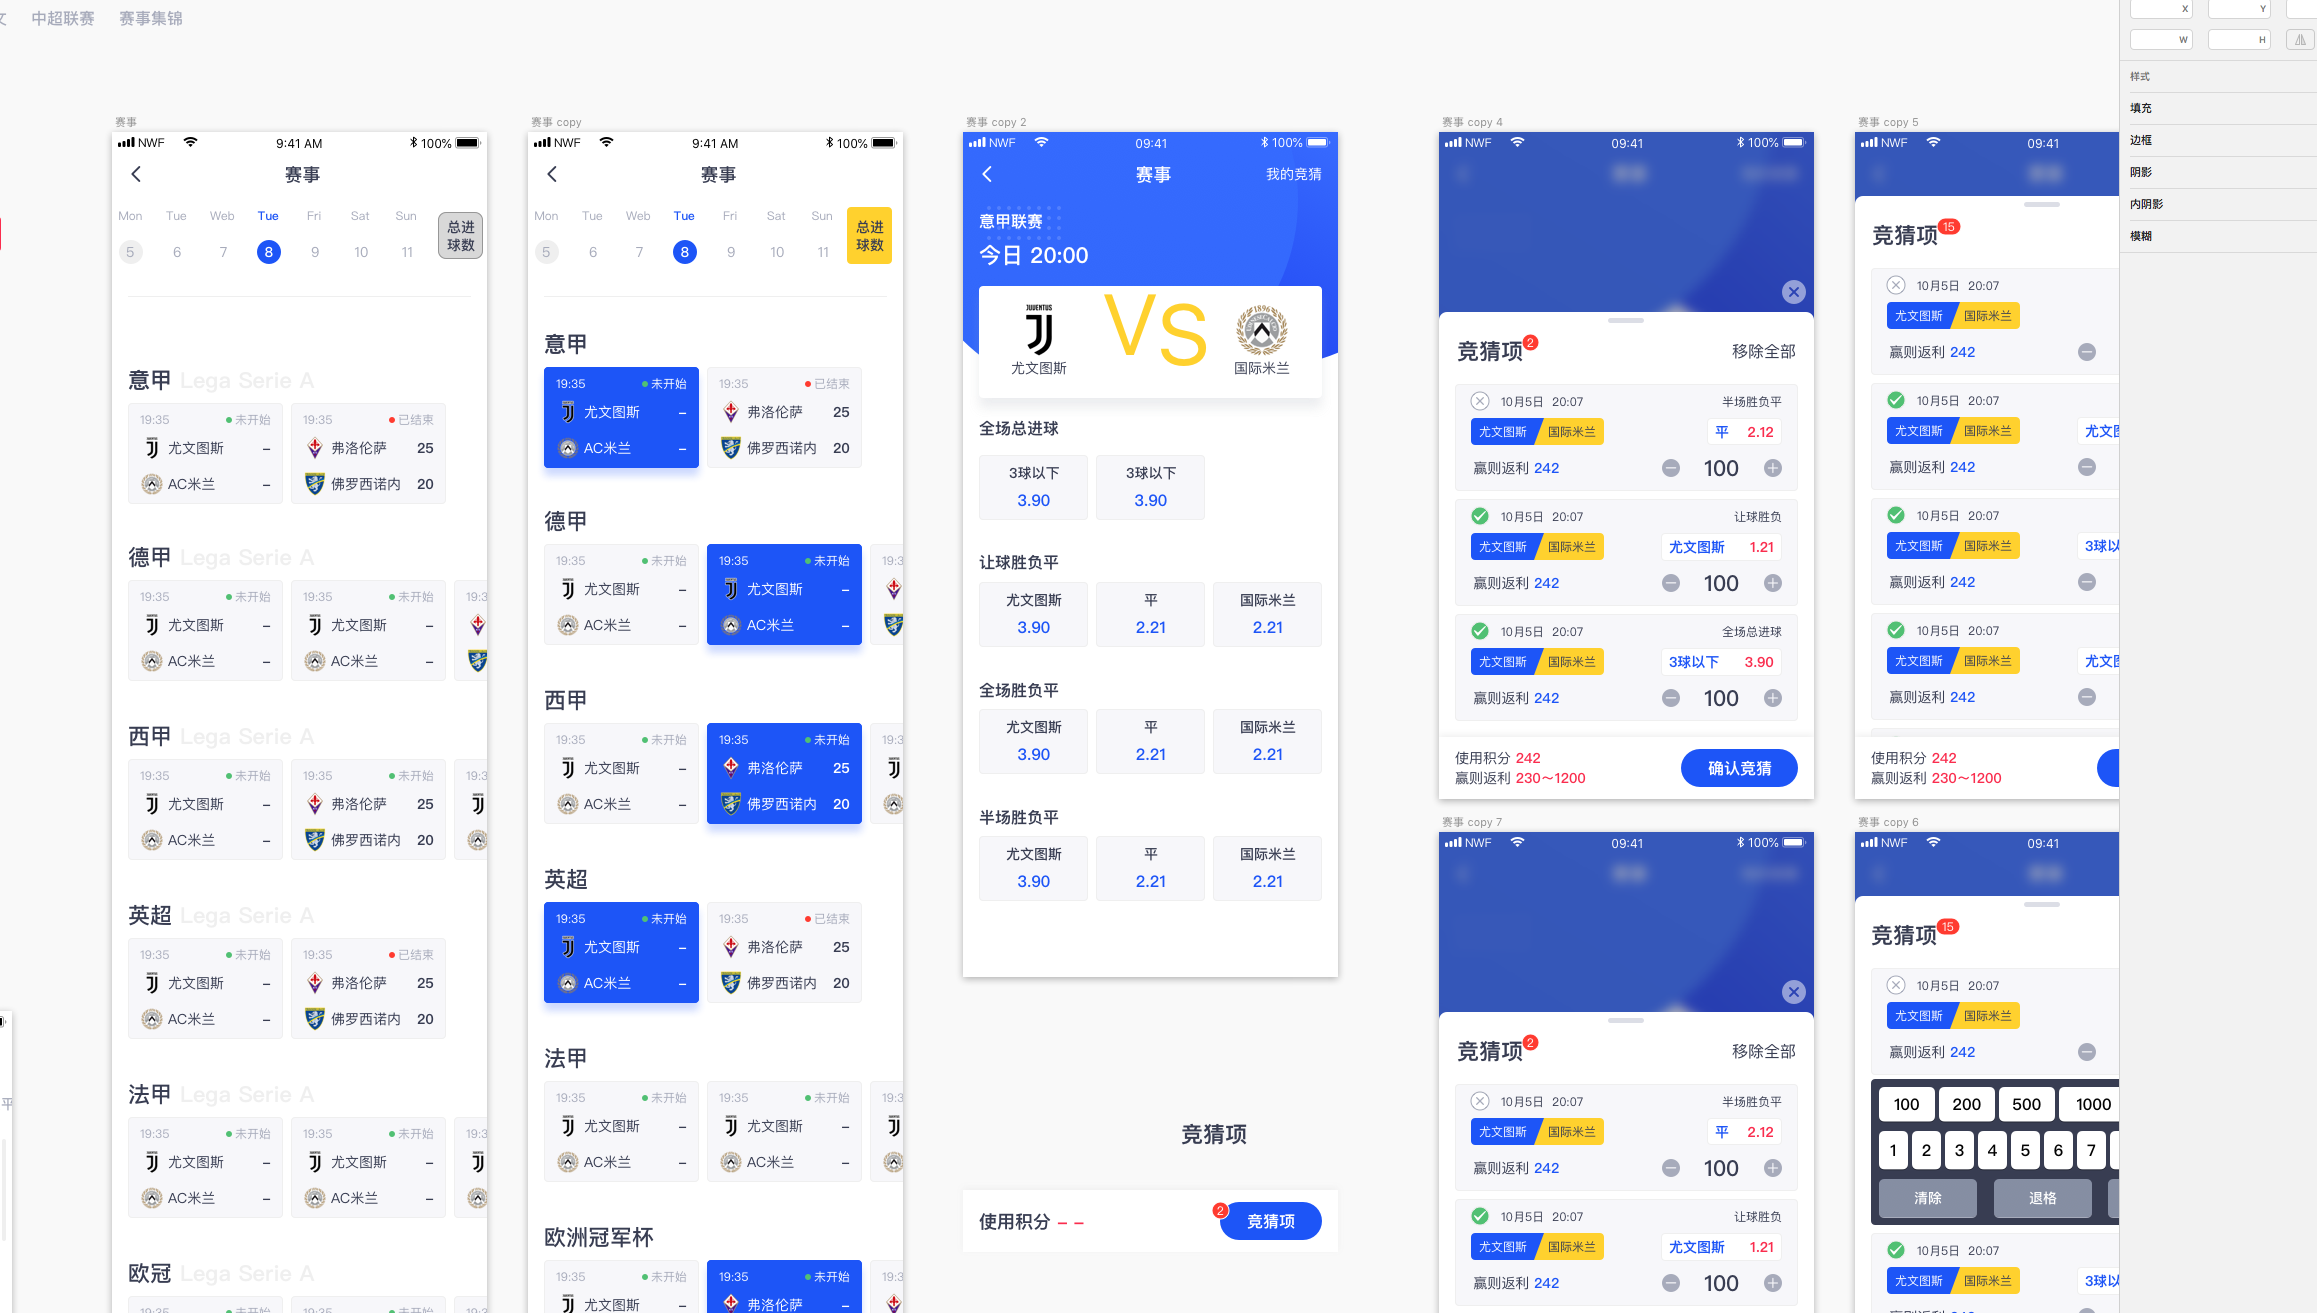 中超联赛 赛事集锦
赛事
NWF 9:41 AM 100%
赛事
Mon Tue Web Tue Fri Sat Sun
5 6 7 8 9 10 11
总进
球数
意甲 Lega Serie A
19:35 未开始 19:35 已结束
尤文图斯 – 弗洛伦萨 25
AC米兰 – 佛罗西诺内 20
德甲 Lega Serie A
19:35 未开始 19:35 未开始
尤文图斯 – 尤文图斯 –
AC米兰 – AC米兰 –
西甲 Lega Serie A
19:35 未开始 19:35 已结束
尤文图斯 – 弗洛伦萨 25
AC米兰 – 佛罗西诺内 20
英超 Lega Serie A
19:35 未开始 19:35 已结束
尤文图斯 – 弗洛伦萨 25
AC米兰 – 佛罗西诺内 20
法甲 Lega Serie A
19:35 未开始 19:35 未开始
尤文图斯 – 尤文图斯 –
AC米兰 – AC米兰 –
欧冠 Lega Serie A
赛事 copy
NWF 9:41 AM 100%
赛事
Mon Tue Web Tue Fri Sat Sun
5 6 7 8 9 10 11
总进
球数
意甲
19:35 未开始 19:35 已结束
尤文图斯 – 弗洛伦萨 25
AC米兰 – 佛罗西诺内 20
德甲
19:35 未开始 19:35 未开始
尤文图斯 – 尤文图斯 –
AC米兰 – AC米兰 –
西甲
19:35 未开始 19:35 未开始
尤文图斯 – 弗洛伦萨 25
AC米兰 – 佛罗西诺内 20
英超
19:35 未开始 19:35 已结束
尤文图斯 – 弗洛伦萨 25
AC米兰 – 佛罗西诺内 20
法甲
19:35 未开始 19:35 未开始
尤文图斯 – 尤文图斯 –
AC米兰 – AC米兰 –
欧洲冠军杯
19:35 未开始 19:35 未开始
尤文图斯 – 弗洛伦萨
赛事 copy 2
NWF 09:41 100%
赛事 我的竞猜
意甲联赛
今日 20:00
JUVENTUS
VS
1896
尤文图斯 国际米兰
全场总进球
3球以下 3球以下
3.90 3.90
让球胜负平
尤文图斯 平 国际米兰
3.90 2.21 2.21
全场胜负平
尤文图斯 平 国际米兰
3.90 2.21 2.21
半场胜负平
尤文图斯 平 国际米兰
3.90 2.21 2.21
竞猜项
使用积分 – – 2 竞猜项
赛事 copy 4
NWF 09:41 100%
竞猜项 2 移除全部
10月5日 20:07 半场胜负平
尤文图斯 国际米兰 平 2.12
赢则返利 242 100
10月5日 20:07 让球胜负
尤文图斯 国际米兰 尤文图斯 1.21
赢则返利 242 100
10月5日 20:07 全场总进球
尤文图斯 国际米兰 3球以下 3.90
赢则返利 242 100
使用积分 242
赢则返利 230~1200
确认竞猜
赛事 copy 7
NWF 09:41 100%
竞猜项 2 移除全部
10月5日 20:07 半场胜负平
尤文图斯 国际米兰 平 2.12
赢则返利 242 100
10月5日 20:07 让球胜负
尤文图斯 国际米兰 尤文图斯 1.21
赢则返利 242 100
赛事 copy 5
NWF 09:41
竞猜项 15
10月5日 20:07
尤文图斯 国际米兰
赢则返利 242
10月5日 20:07
尤文图斯 国际米兰 尤文
赢则返利 242
10月5日 20:07
尤文图斯 国际米兰 3球以
赢则返利 242
10月5日 20:07
尤文图斯 国际米兰 尤文
赢则返利 242
使用积分 242
赢则返利 230~1200
赛事 copy 6
NWF 09:41
竞猜项 15
10月5日 20:07
尤文图斯 国际米兰
赢则返利 242
100 200 500 1000
1 2 3 4 5 6 7
清除 退格
10月5日 20:07
尤文图斯 国际米兰 3球以
X Y
W H
样式
填充
边框
阴影
内阴影
模糊